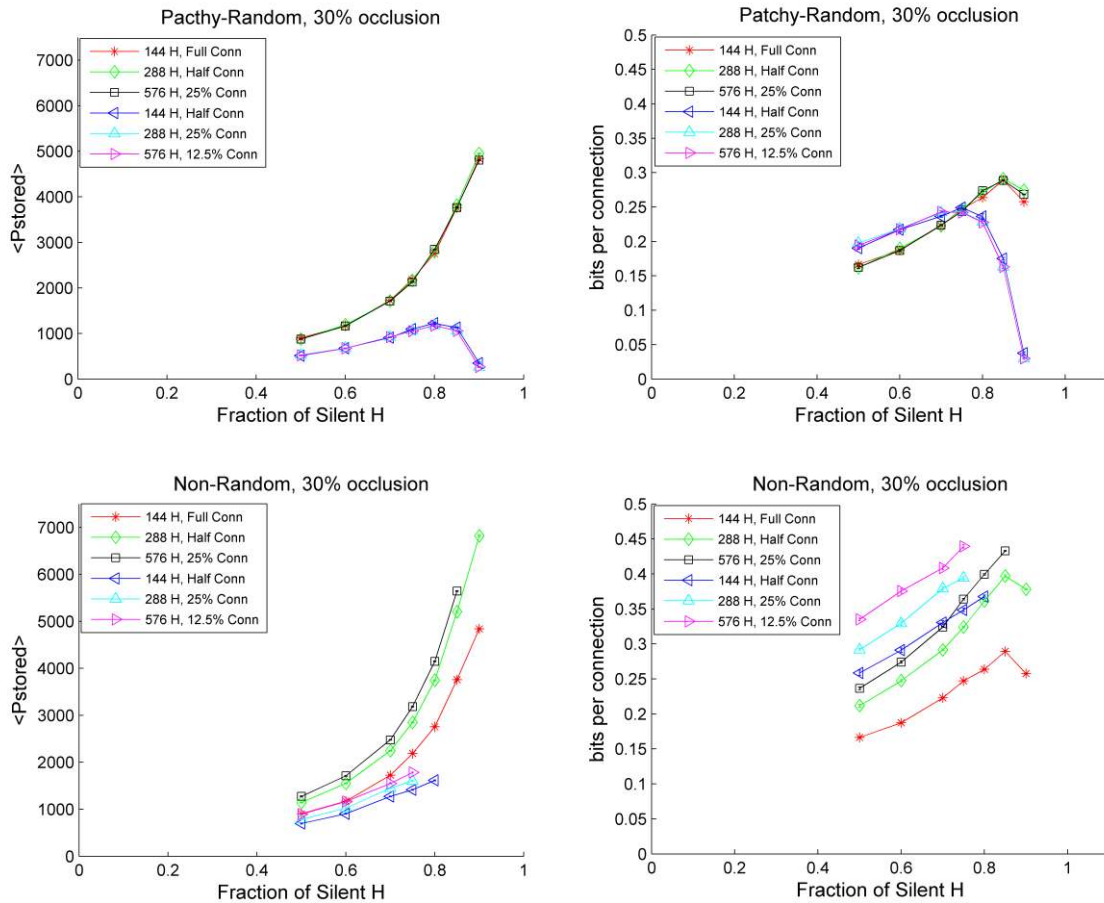 Pacthy-Random, 30% occlusion
7000
6000
5000
4000
3000
2000
1000
0
<Pstored>
144 H, Full Conn
288 H, Half Conn
576 H, 25% Conn
144 H, Half Conn
288 H, 25% Conn
576 H, 12.5% Conn
0 0.2 0.4 0.6 0.8 1
Fraction of Silent H
Patchy-Random, 30% occlusion
0.5
0.45
0.4
0.35
0.3
0.25
0.2
0.15
0.1
0.05
0
bits per connection
144 H, Full Conn
288 H, Half Conn
576 H, 25% Conn
144 H, Half Conn
288 H, 25% Conn
576 H, 12.5% Conn
0 0.2 0.4 0.6 0.8 1
Fraction of Silent H
Non-Random, 30% occlusion
7000
6000
5000
4000
3000
2000
1000
0
<Pstored>
144 H, Full Conn
288 H, Half Conn
576 H, 25% Conn
144 H, Half Conn
288 H, 25% Conn
576 H, 12.5% Conn
0 0.2 0.4 0.6 0.8 1
Fraction of Silent H
Non-Random, 30% occlusion
0.5
0.45
0.4
0.35
0.3
0.25
0.2
0.15
0.1
0.05
0
bits per connection
144 H, Full Conn
288 H, Half Conn
576 H, 25% Conn
144 H, Half Conn
288 H, 25% Conn
576 H, 12.5% Conn
0 0.2 0.4 0.6 0.8 1
Fraction of Silent H